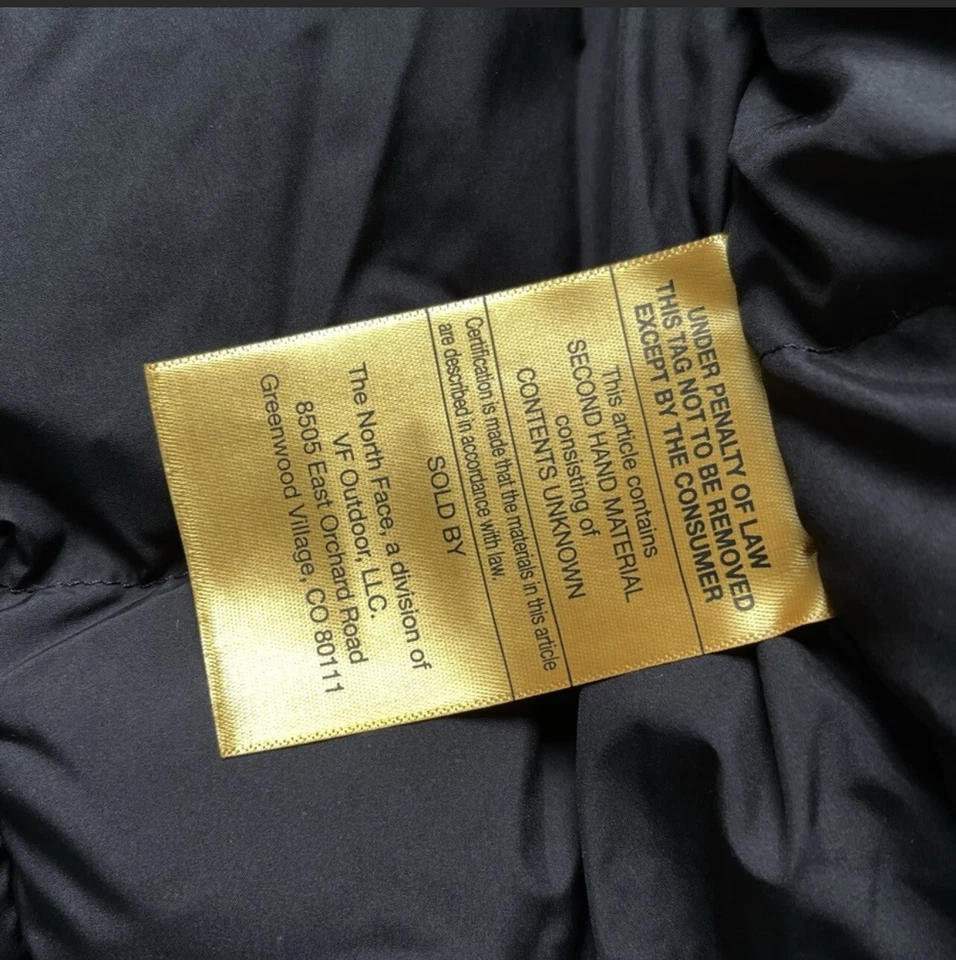 UNDER PENALTY OF LAW
THIS TAG NOT TO BE REMOVED
EXCEPT BY THE CONSUMER
This article contains
SECOND HAND MATERIAL
consisting of
CONTENTS UNKNOWN
Certification is made that the materials in this article
are described in accordance with law.
SOLD BY
The North Face, a division of
VF Outdoor, LLC.
8505 East Orchard Road
Greenwood Village, CO 80111